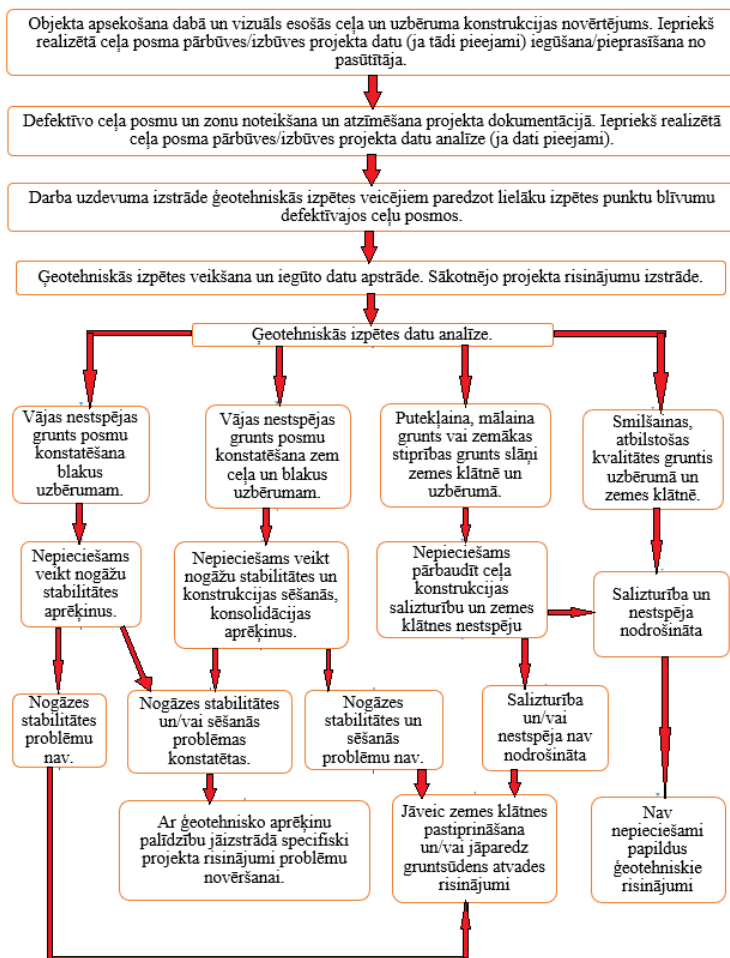 Objekta apsekošana dabā un vizuāls esošās ceļa un uzbēruma konstrukcijas novērtējums. Iepriekš
realizētā ceļa posma pārbūves/izbūves projekta datu (ja tādi pieejami) iegūšana/pieprasīšana no
pasūtītāja.
Defektīvo ceļa posmu un zonu noteikšana un atzīmēšana projekta dokumentācijā. Iepriekš realizētā
ceļa posma pārbūves/izbūves projekta datu analīze (ja dati pieejami).
Darba uzdevuma izstrāde ģeotehniskās izpētes veicējiem paredzot lielāku izpētes punktu blīvumu
defektīvajos ceļu posmos.
Ģeotehniskās izpētes veikšana un iegūto datu apstrāde. Sākotnējo projekta risinājumu izstrāde.
Ģeotehniskās izpētes datu analīze.
Vājas nestspējas
grunts posmu
konstatēšana
blakus
uzbērumam.
Vājas nestspējas
grunts posmu
konstatēšana zem
ceļa un blakus
uzbērumam.
Putekļaina, mālaina
grunts vai zemākas
stiprības grunts slāņi
zemes klātnē un
uzbērumā.
Smilšainas,
atbilstošas
kvalitātes gruntis
uzbērumā un
zemes klātnē.
Nepieciešams
veikt nogāžu
stabilitātes
aprēķinus.
Nepieciešams veikt
nogāžu stabilitātes un
konstrukcijas sēšanās,
konsolidācijas
aprēķinus.
Nepieciešams
pārbaudīt ceļa
konstrukcijas
salizturību un zemes
klātnes nestspēju
Salizturība un
nestspēja
nodrošināta
Nogāzes
stabilitātes
problēmu
nav.
Nogāzes stabilitātes
un/vai sēšanās
problēmas
konstatētas.
Nogāzes
stabilitātes un
sēšanās
problēmu nav.
Salizturība
un/vai
nestspēja nav
nodrošināta
Ar ģeotehnisko aprēķinu
palīdzību jāizstrādā specifiski
projekta risinājumi problēmu
novēršanai.
Jāveic zemes klātnes
pastiprināšana
un/vai jāparedz
gruntsūdens atvades
risinājumi
Nav
nepieciešami
papildus
ģeotehniskie
risinājumi